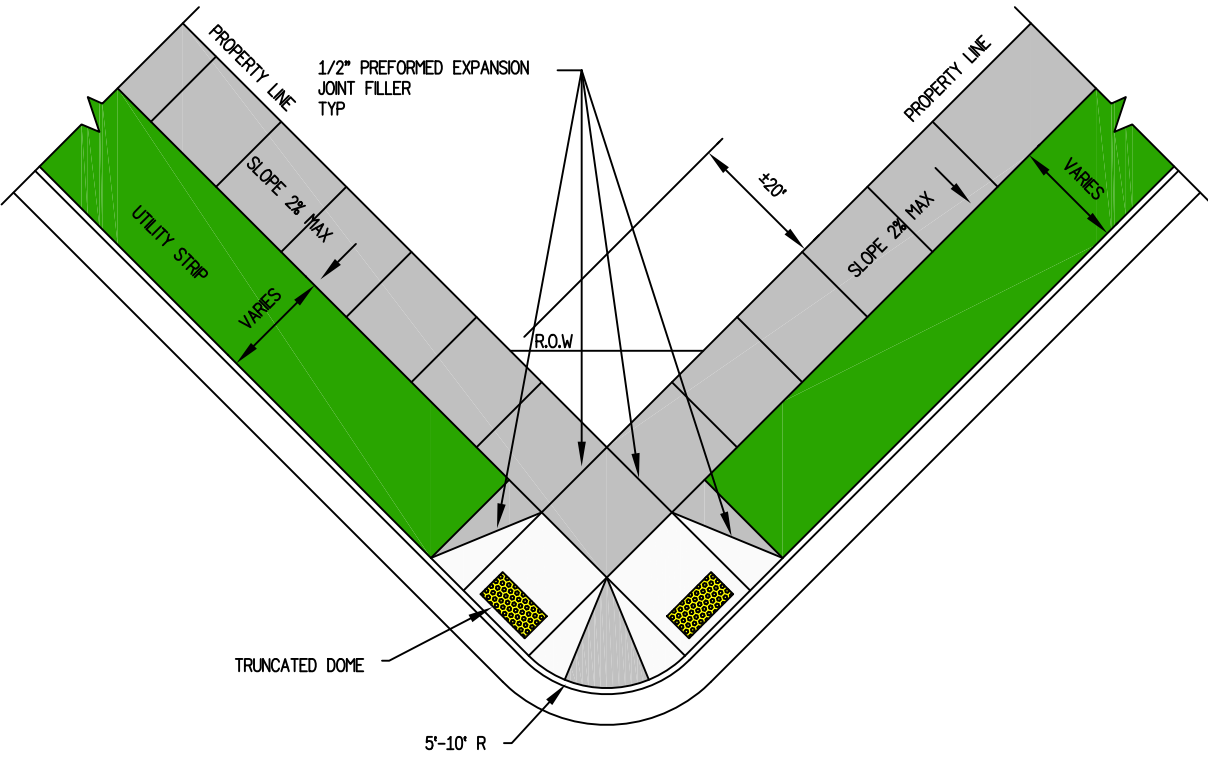 PROPERTY LINE
1/2" PREFORMED EXPANSION
JOINT FILLER
TYP
PROPERTY LINE
±20'
VARIES
SLOPE 2% MAX
SLOPE 2% MAX
UTILITY STRIP
VARIES
R.O.W
TRUNCATED DOME
5'-10' R